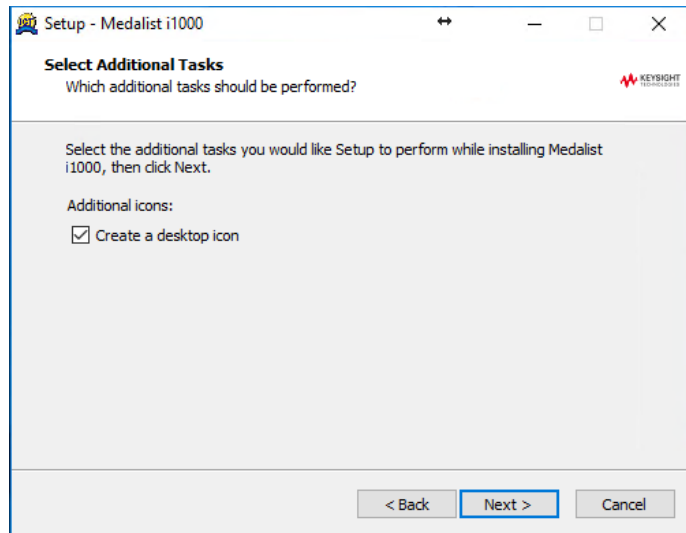 Setup - Medalist i1000
Select Additional Tasks
Which additional tasks should be performed?
KEYSIGHT
TECHNOLOGIES
Select the additional tasks you would like Setup to perform while installing Medalist
i1000, then click Next.
Additional icons:
Create a desktop icon
< Back
Next >
Cancel